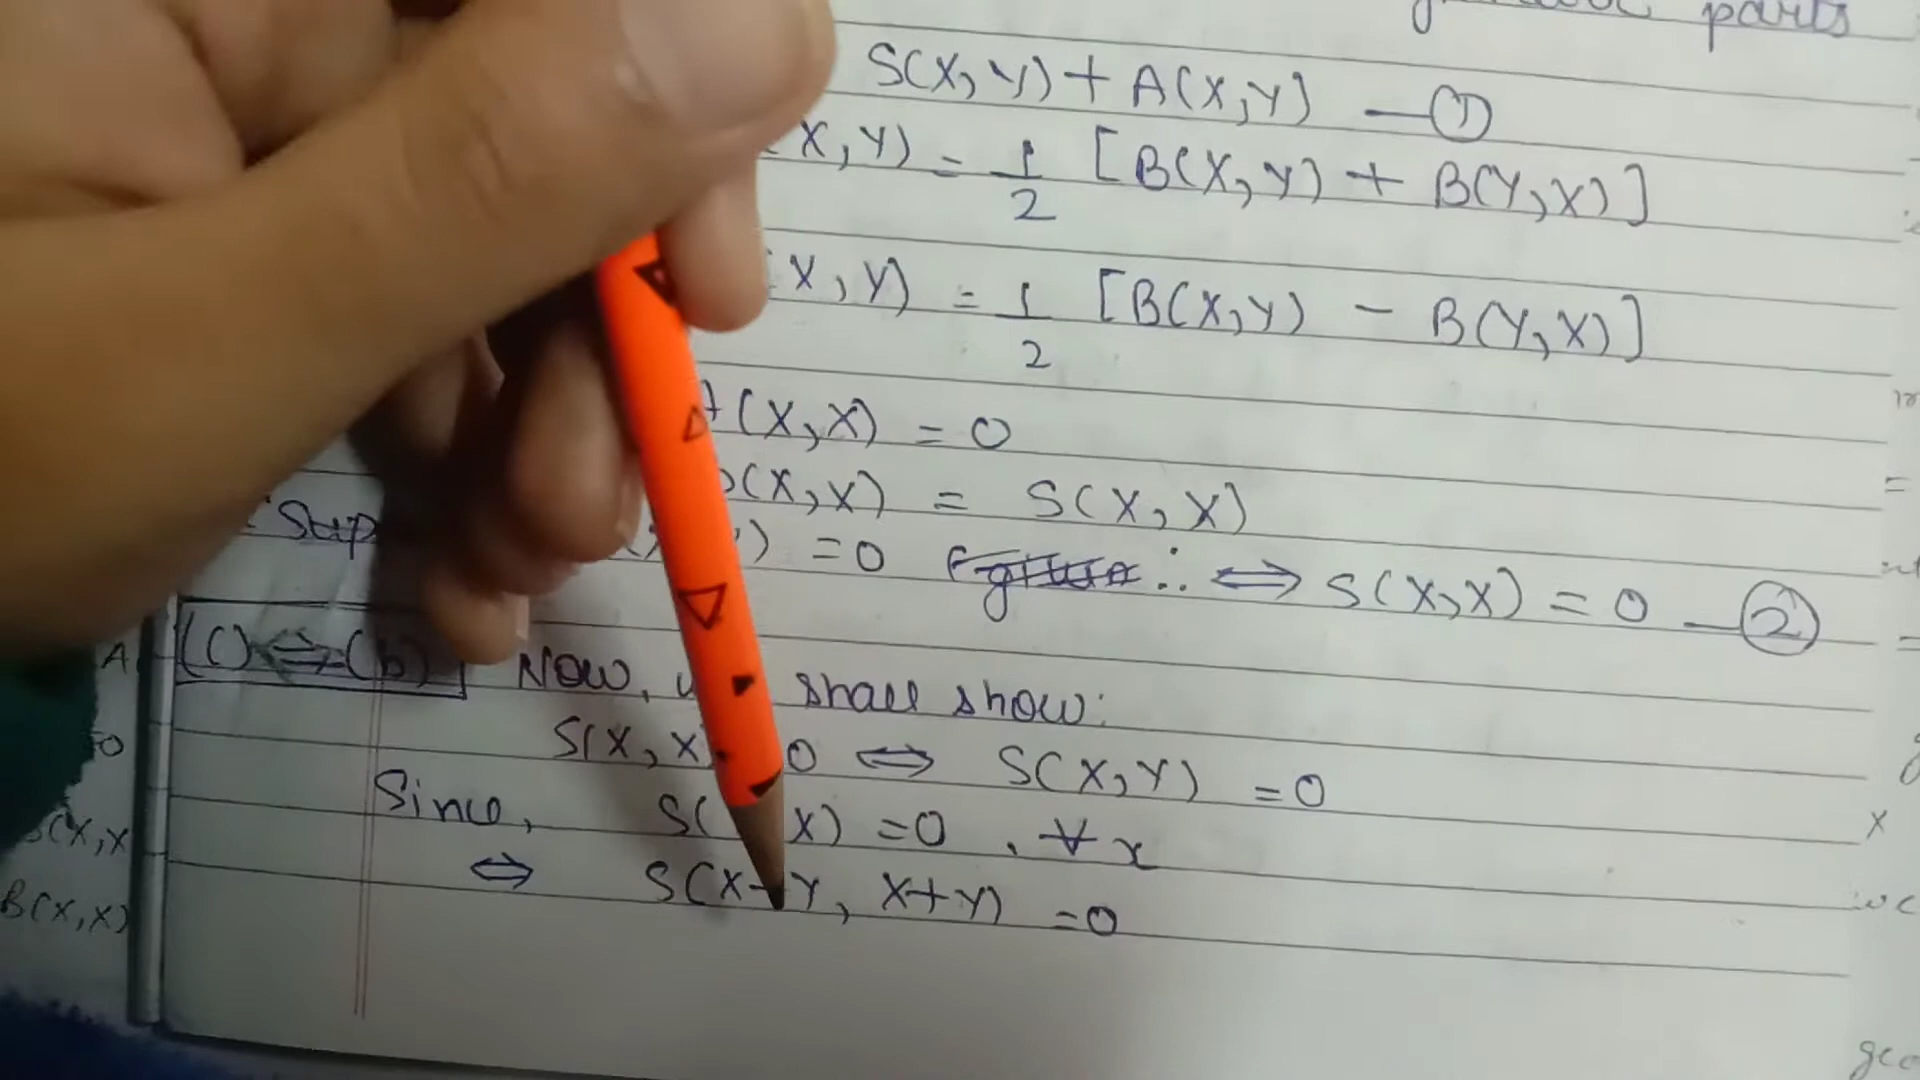 parts
S(X, Y) + A(X, Y) — ①
X, Y) = 1/2 [B(X, Y) + B(Y, X)]
X, Y) = 1/2 [B(X, Y) - B(Y, X)]
A(X, X) = 0
(X, X) = S(X, X)
) = 0 ∴ ⇔ S(X, X) = 0 — ②
(c) ⇔ (b) Now, shall show:
S(X, X) 0 ⇔ S(X, Y) = 0
Since, S( X) = 0, ∀ x
⇔ S(X+Y, X+Y) = 0
A
S(X, X
B(X, X)